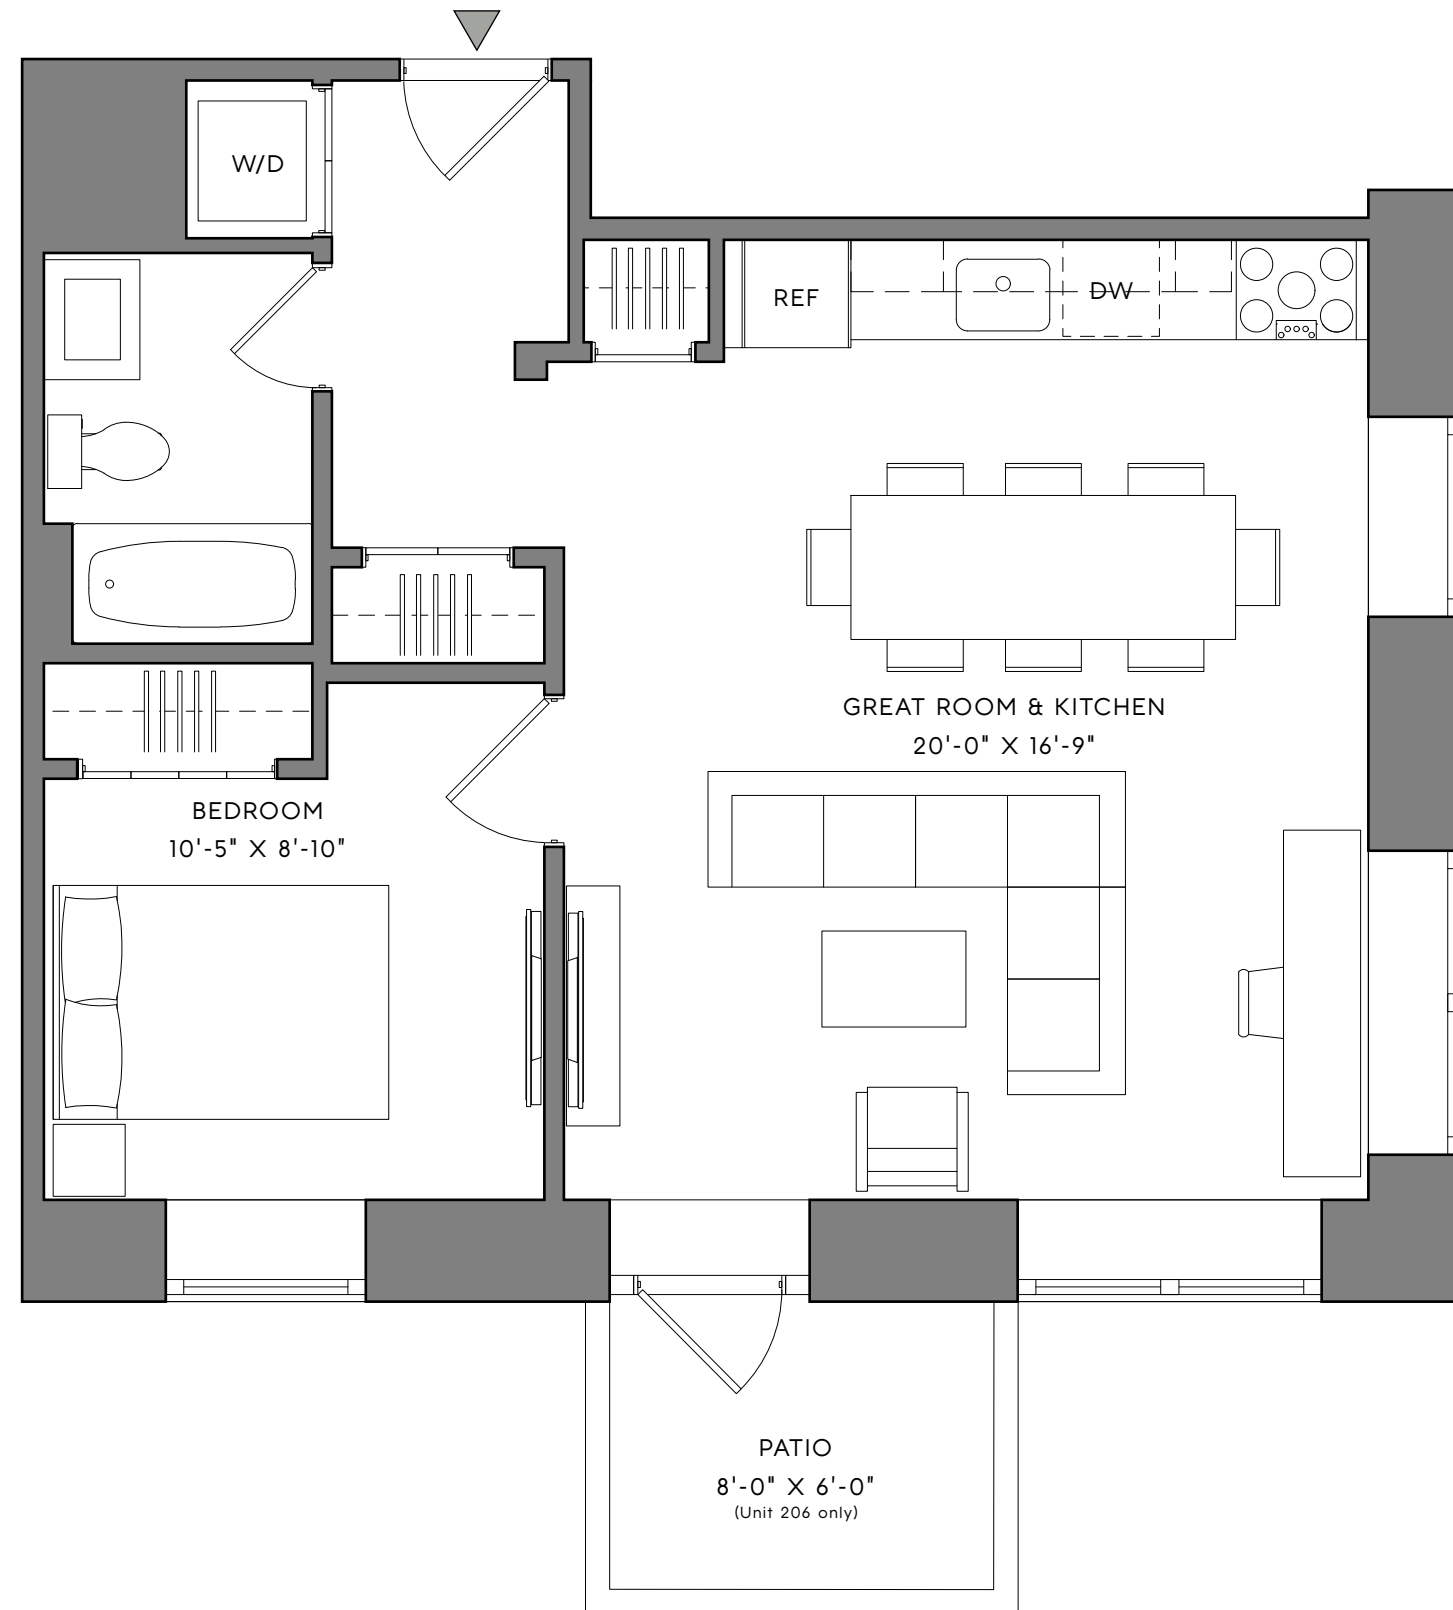 W/D
REF
DW
GREAT ROOM & KITCHEN
20'-0" X 16'-9"
BEDROOM
10'-5" X 8'-10"
PATIO
8'-0" X 6'-0"
(Unit 206 only)